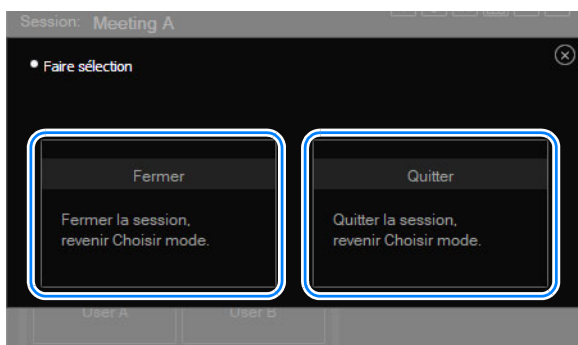 Session: Meeting A
Faire sélection
Fermer
Fermer la session,
revenir Choisir mode.
Quitter
Quitter la session,
revenir Choisir mode.
User A
User B